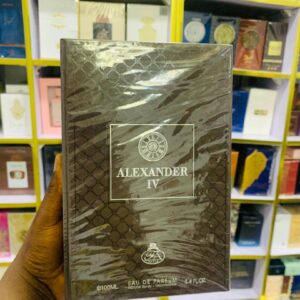 ALEXANDER
IV
EAU DE PARFUM
℮100ML
3.4 FL.OZ